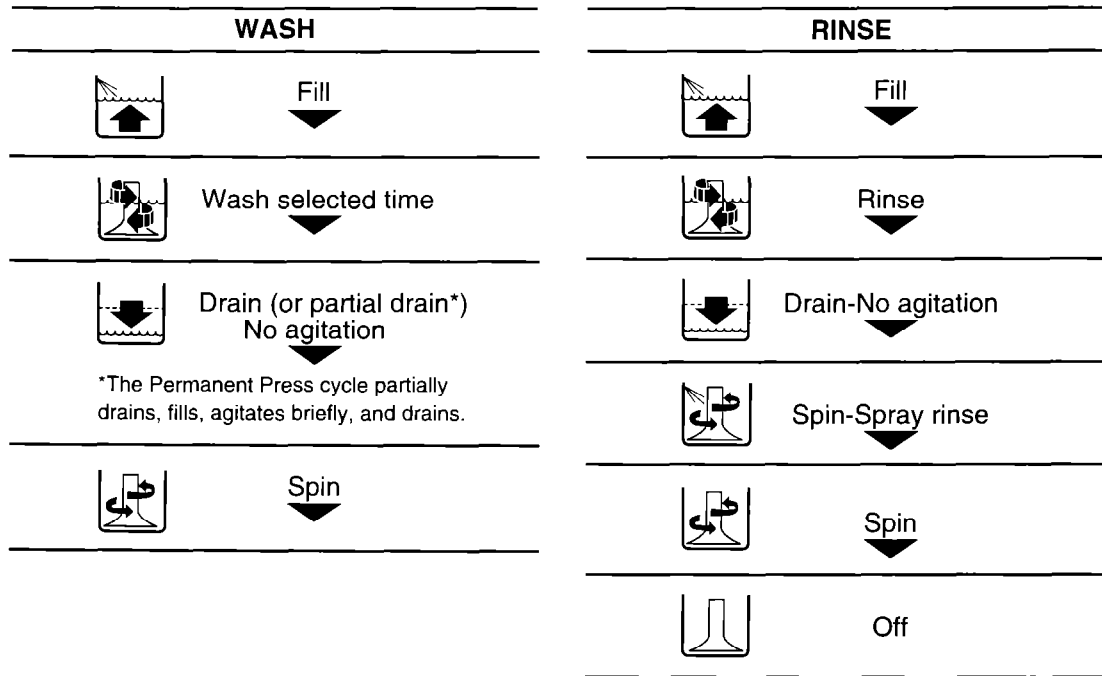 WASH
Fill
Wash selected time
Drain (or partial drain*)
No agitation
*The Permanent Press cycle partially
drains, fills, agitates briefly, and drains.
Spin
RINSE
Fill
Rinse
Drain-No agitation
Spin-Spray rinse
Spin
Off